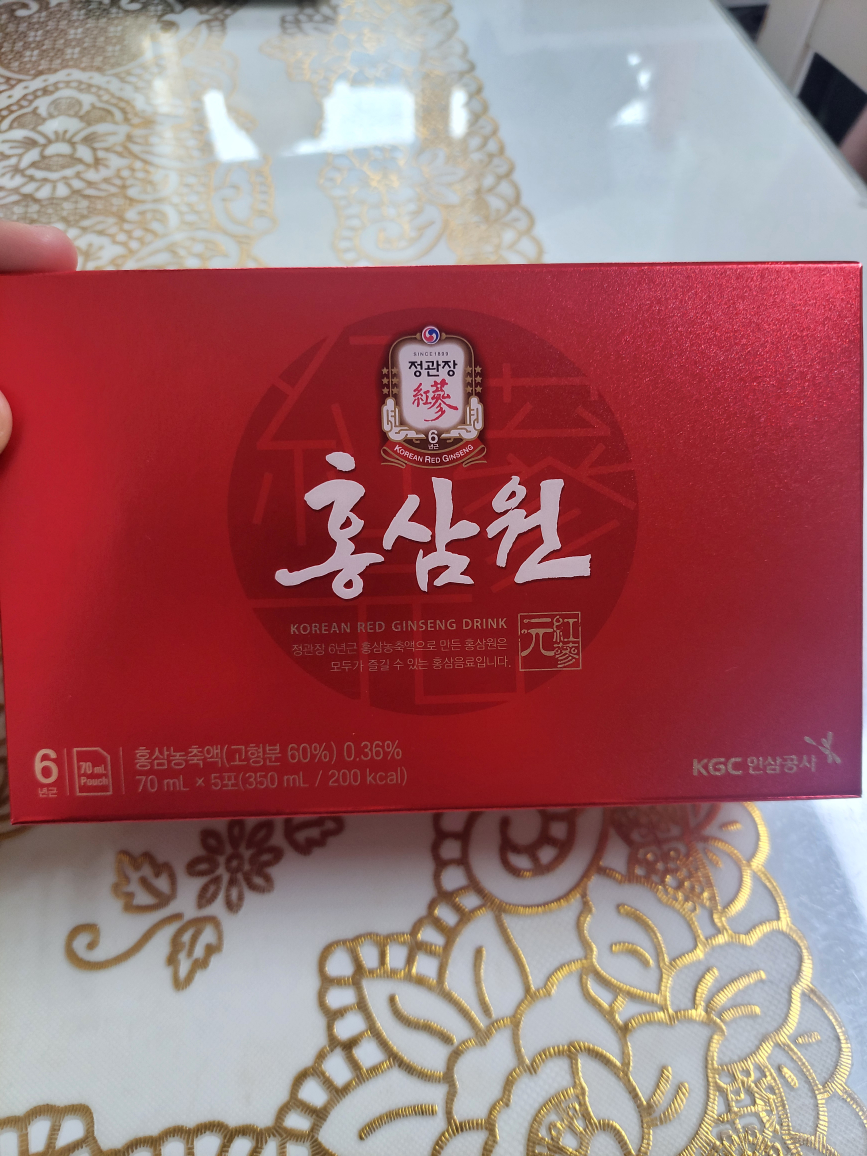 SINCE 1899
정관장
紅蔘
6
년근
KOREAN RED GINSENG
홍삼원
KOREAN RED GINSENG DRINK
정관장 6년근 홍삼농축액으로 만든 홍삼원은
모두가 즐길 수 있는 홍삼음료입니다.
元 紅蔘
6
년근
70 mL
Pouch
홍삼농축액(고형분 60%) 0.36%
70 mL × 5포(350 mL / 200 kcal)
KGC 인삼공사